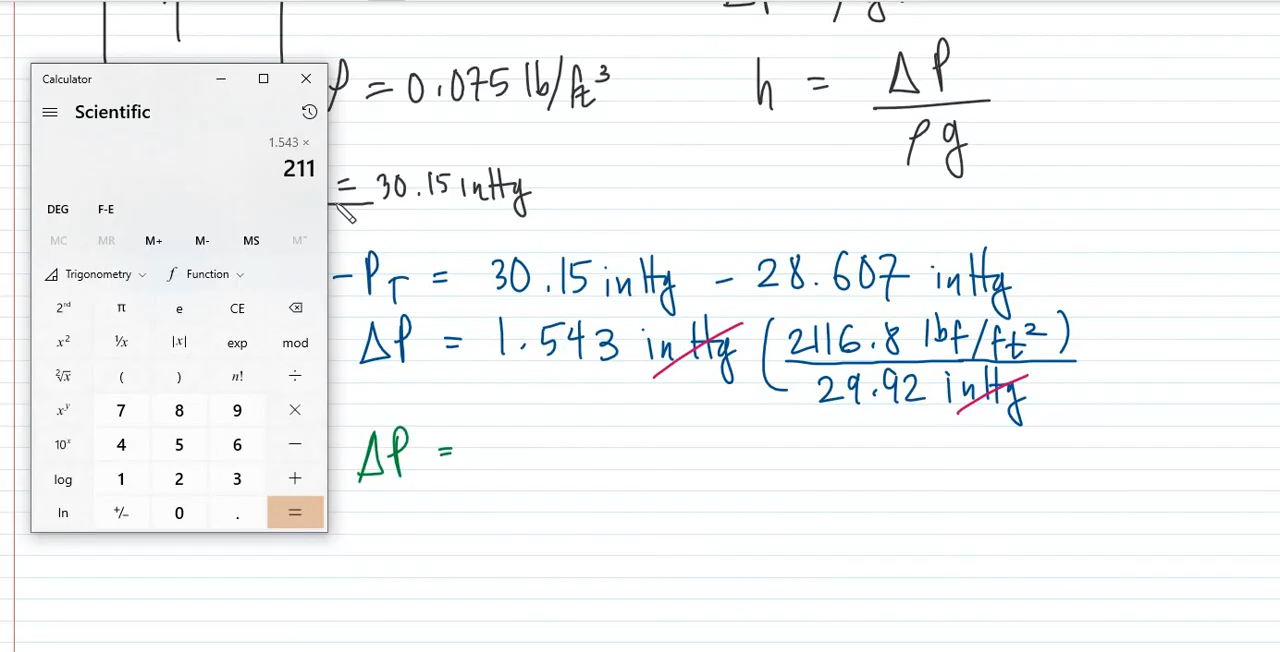 ρ = 0.075 lb/ft³
h = ΔP / ρg
= 30.15 inHg
- P_T = 30.15 inHg - 28.607 inHg
ΔP = 1.543 inHg (2116.8 lbf/ft² / 29.92 inHg)
ΔP =
Calculator
Scientific
1.543 ×
211
DEG F-E
MC MR M+ M- MS M˅
Trigonometry Function
2ⁿᵈ π e CE
x² ¹/x |x| exp mod
²√x ( ) n! ÷
xʸ 7 8 9 ×
10ˣ 4 5 6 −
log 1 2 3 +
ln +/− 0 . =